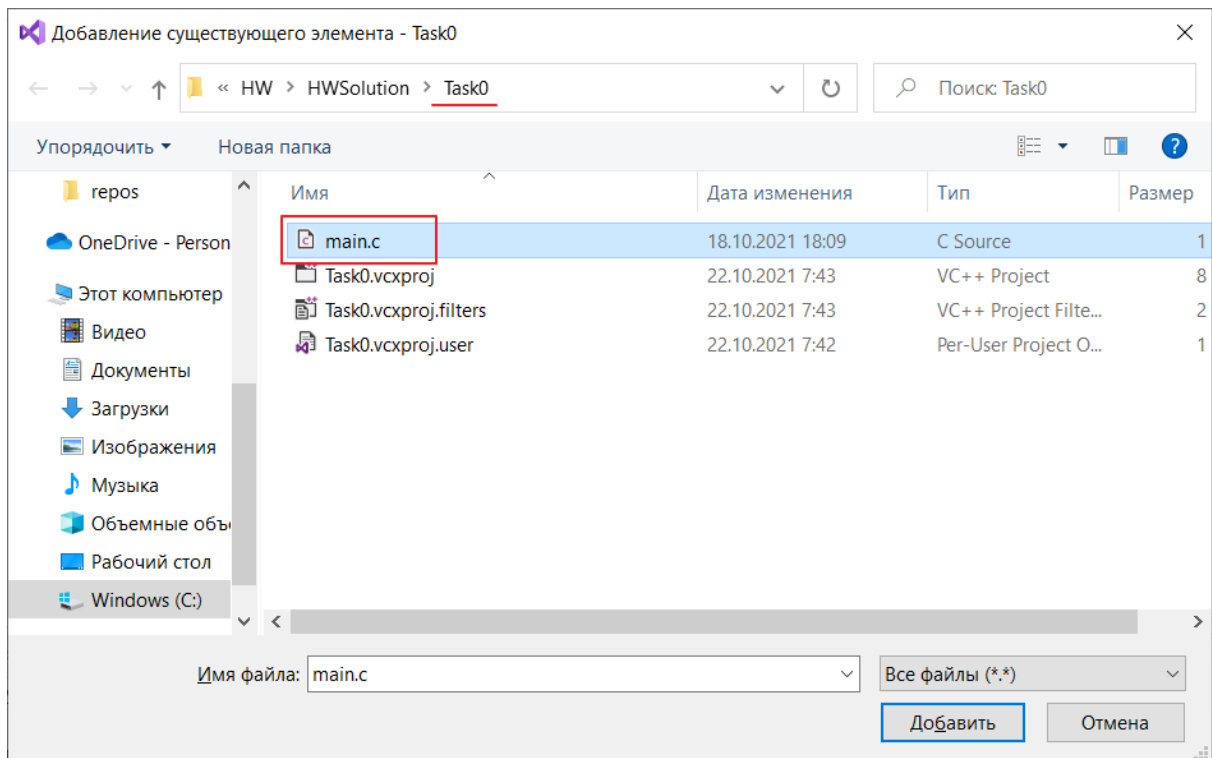 Добавление существующего элемента - Task0
« HW > HWSolution > Task0
Поиск: Task0
Упорядочить Новая папка
repos
OneDrive - Person
Этот компьютер
Видео
Документы
Загрузки
Изображения
Музыка
Объемные объ
Рабочий стол
Windows (C:)
Имя Дата изменения Тип Размер
main.c 18.10.2021 18:09 C Source 1
Task0.vcxproj 22.10.2021 7:43 VC++ Project 8
Task0.vcxproj.filters 22.10.2021 7:43 VC++ Project Filte... 2
Task0.vcxproj.user 22.10.2021 7:42 Per-User Project O... 1
Имя файла: main.c Все файлы (*.*)
Добавить Отмена